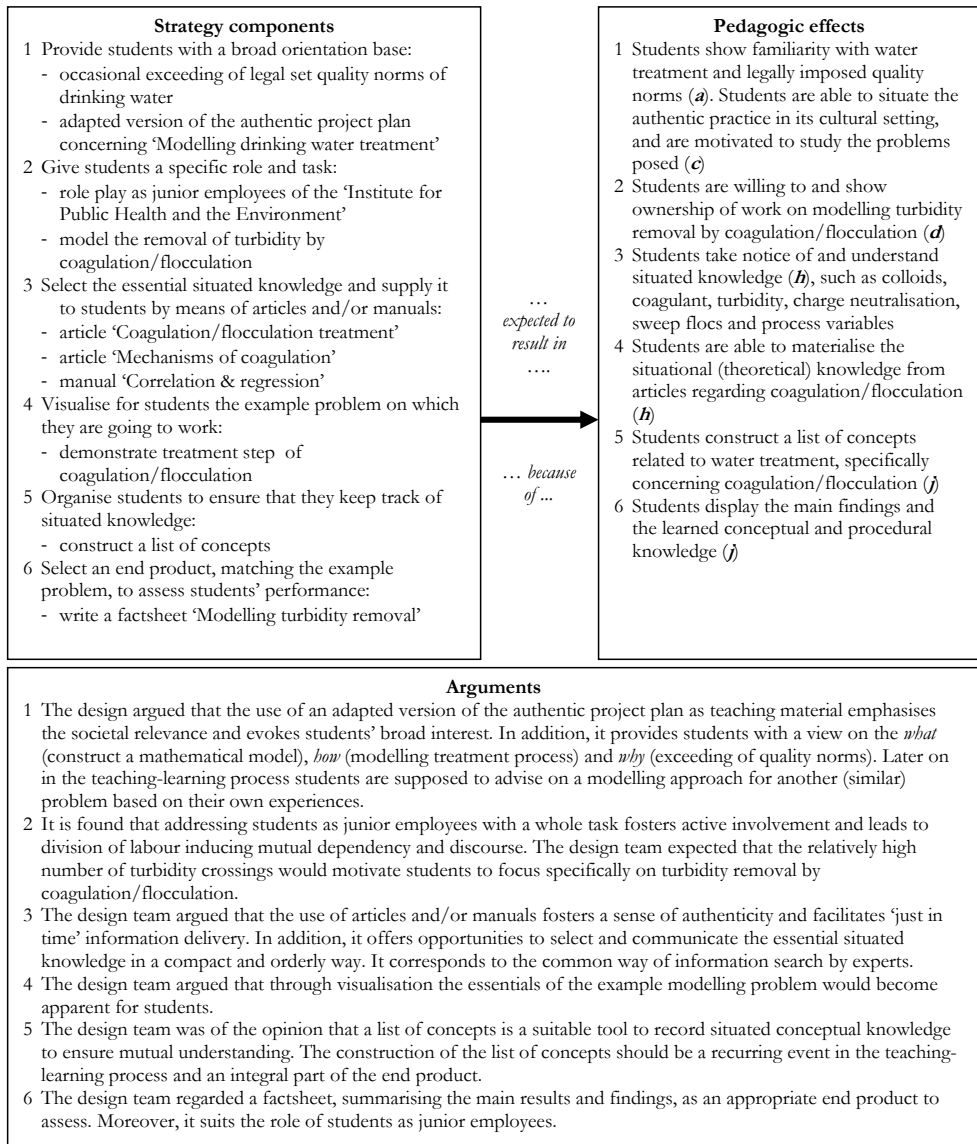 Strategy components
1 Provide students with a broad orientation base:
- occasional exceeding of legal set quality norms of
drinking water
- adapted version of the authentic project plan
concerning ‘Modelling drinking water treatment’
2 Give students a specific role and task:
- role play as junior employees of the ‘Institute for
Public Health and the Environment’
- model the removal of turbidity by
coagulation/flocculation
3 Select the essential situated knowledge and supply it
to students by means of articles and/or manuals:
- article ‘Coagulation/flocculation treatment’
- article ‘Mechanisms of coagulation’
- manual ‘Correlation & regression’
4 Visualise for students the example problem on which
they are going to work:
- demonstrate treatment step of
coagulation/flocculation
5 Organise students to ensure that they keep track of
situated knowledge:
- construct a list of concepts
6 Select an end product, matching the example
problem, to assess students’ performance:
- write a factsheet ‘Modelling turbidity removal’
…
expected to
result in
….
… because
of ...
Pedagogic effects
1 Students show familiarity with water
treatment and legally imposed quality
norms (a). Students are able to situate the
authentic practice in its cultural setting,
and are motivated to study the problems
posed (c)
2 Students are willing to and show
ownership of work on modelling turbidity
removal by coagulation/flocculation (d)
3 Students take notice of and understand
situated knowledge (h), such as colloids,
coagulant, turbidity, charge neutralisation,
sweep flocs and process variables
4 Students are able to materialise the
situational (theoretical) knowledge from
articles regarding coagulation/flocculation
(h)
5 Students construct a list of concepts
related to water treatment, specifically
concerning coagulation/flocculation (j)
6 Students display the main findings and
the learned conceptual and procedural
knowledge (j)
Arguments
1 The design argued that the use of an adapted version of the authentic project plan as teaching material emphasises
the societal relevance and evokes students’ broad interest. In addition, it provides students with a view on the what
(construct a mathematical model), how (modelling treatment process) and why (exceeding of quality norms). Later on
in the teaching-learning process students are supposed to advise on a modelling approach for another (similar)
problem based on their own experiences.
2 It is found that addressing students as junior employees with a whole task fosters active involvement and leads to
division of labour inducing mutual dependency and discourse. The design team expected that the relatively high
number of turbidity crossings would motivate students to focus specifically on turbidity removal by
coagulation/flocculation.
3 The design team argued that the use of articles and/or manuals fosters a sense of authenticity and facilitates ‘just in
time’ information delivery. In addition, it offers opportunities to select and communicate the essential situated
knowledge in a compact and orderly way. It corresponds to the common way of information search by experts.
4 The design team argued that through visualisation the essentials of the example modelling problem would become
apparent for students.
5 The design team was of the opinion that a list of concepts is a suitable tool to record situated conceptual knowledge
to ensure mutual understanding. The construction of the list of concepts should be a recurring event in the teaching-
learning process and an integral part of the end product.
6 The design team regarded a factsheet, summarising the main results and findings, as an appropriate end product to
assess. Moreover, it suits the role of students as junior employees.